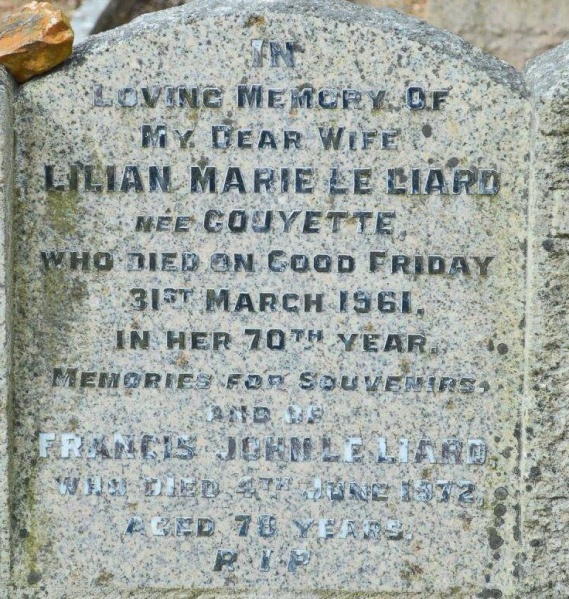 IN
LOVING MEMORY OF
MY DEAR WIFE
LILIAN MARIE LE LIARD
NEE GOUYETTE,
WHO DIED ON GOOD FRIDAY
31ST MARCH 1961,
IN HER 70TH YEAR.
MEMORIES FOR SOUVENIRS,
AND OF
FRANCIS JOHN LE LIARD
WHO DIED 4TH JUNE 1972
AGED 78 YEARS.
R I P